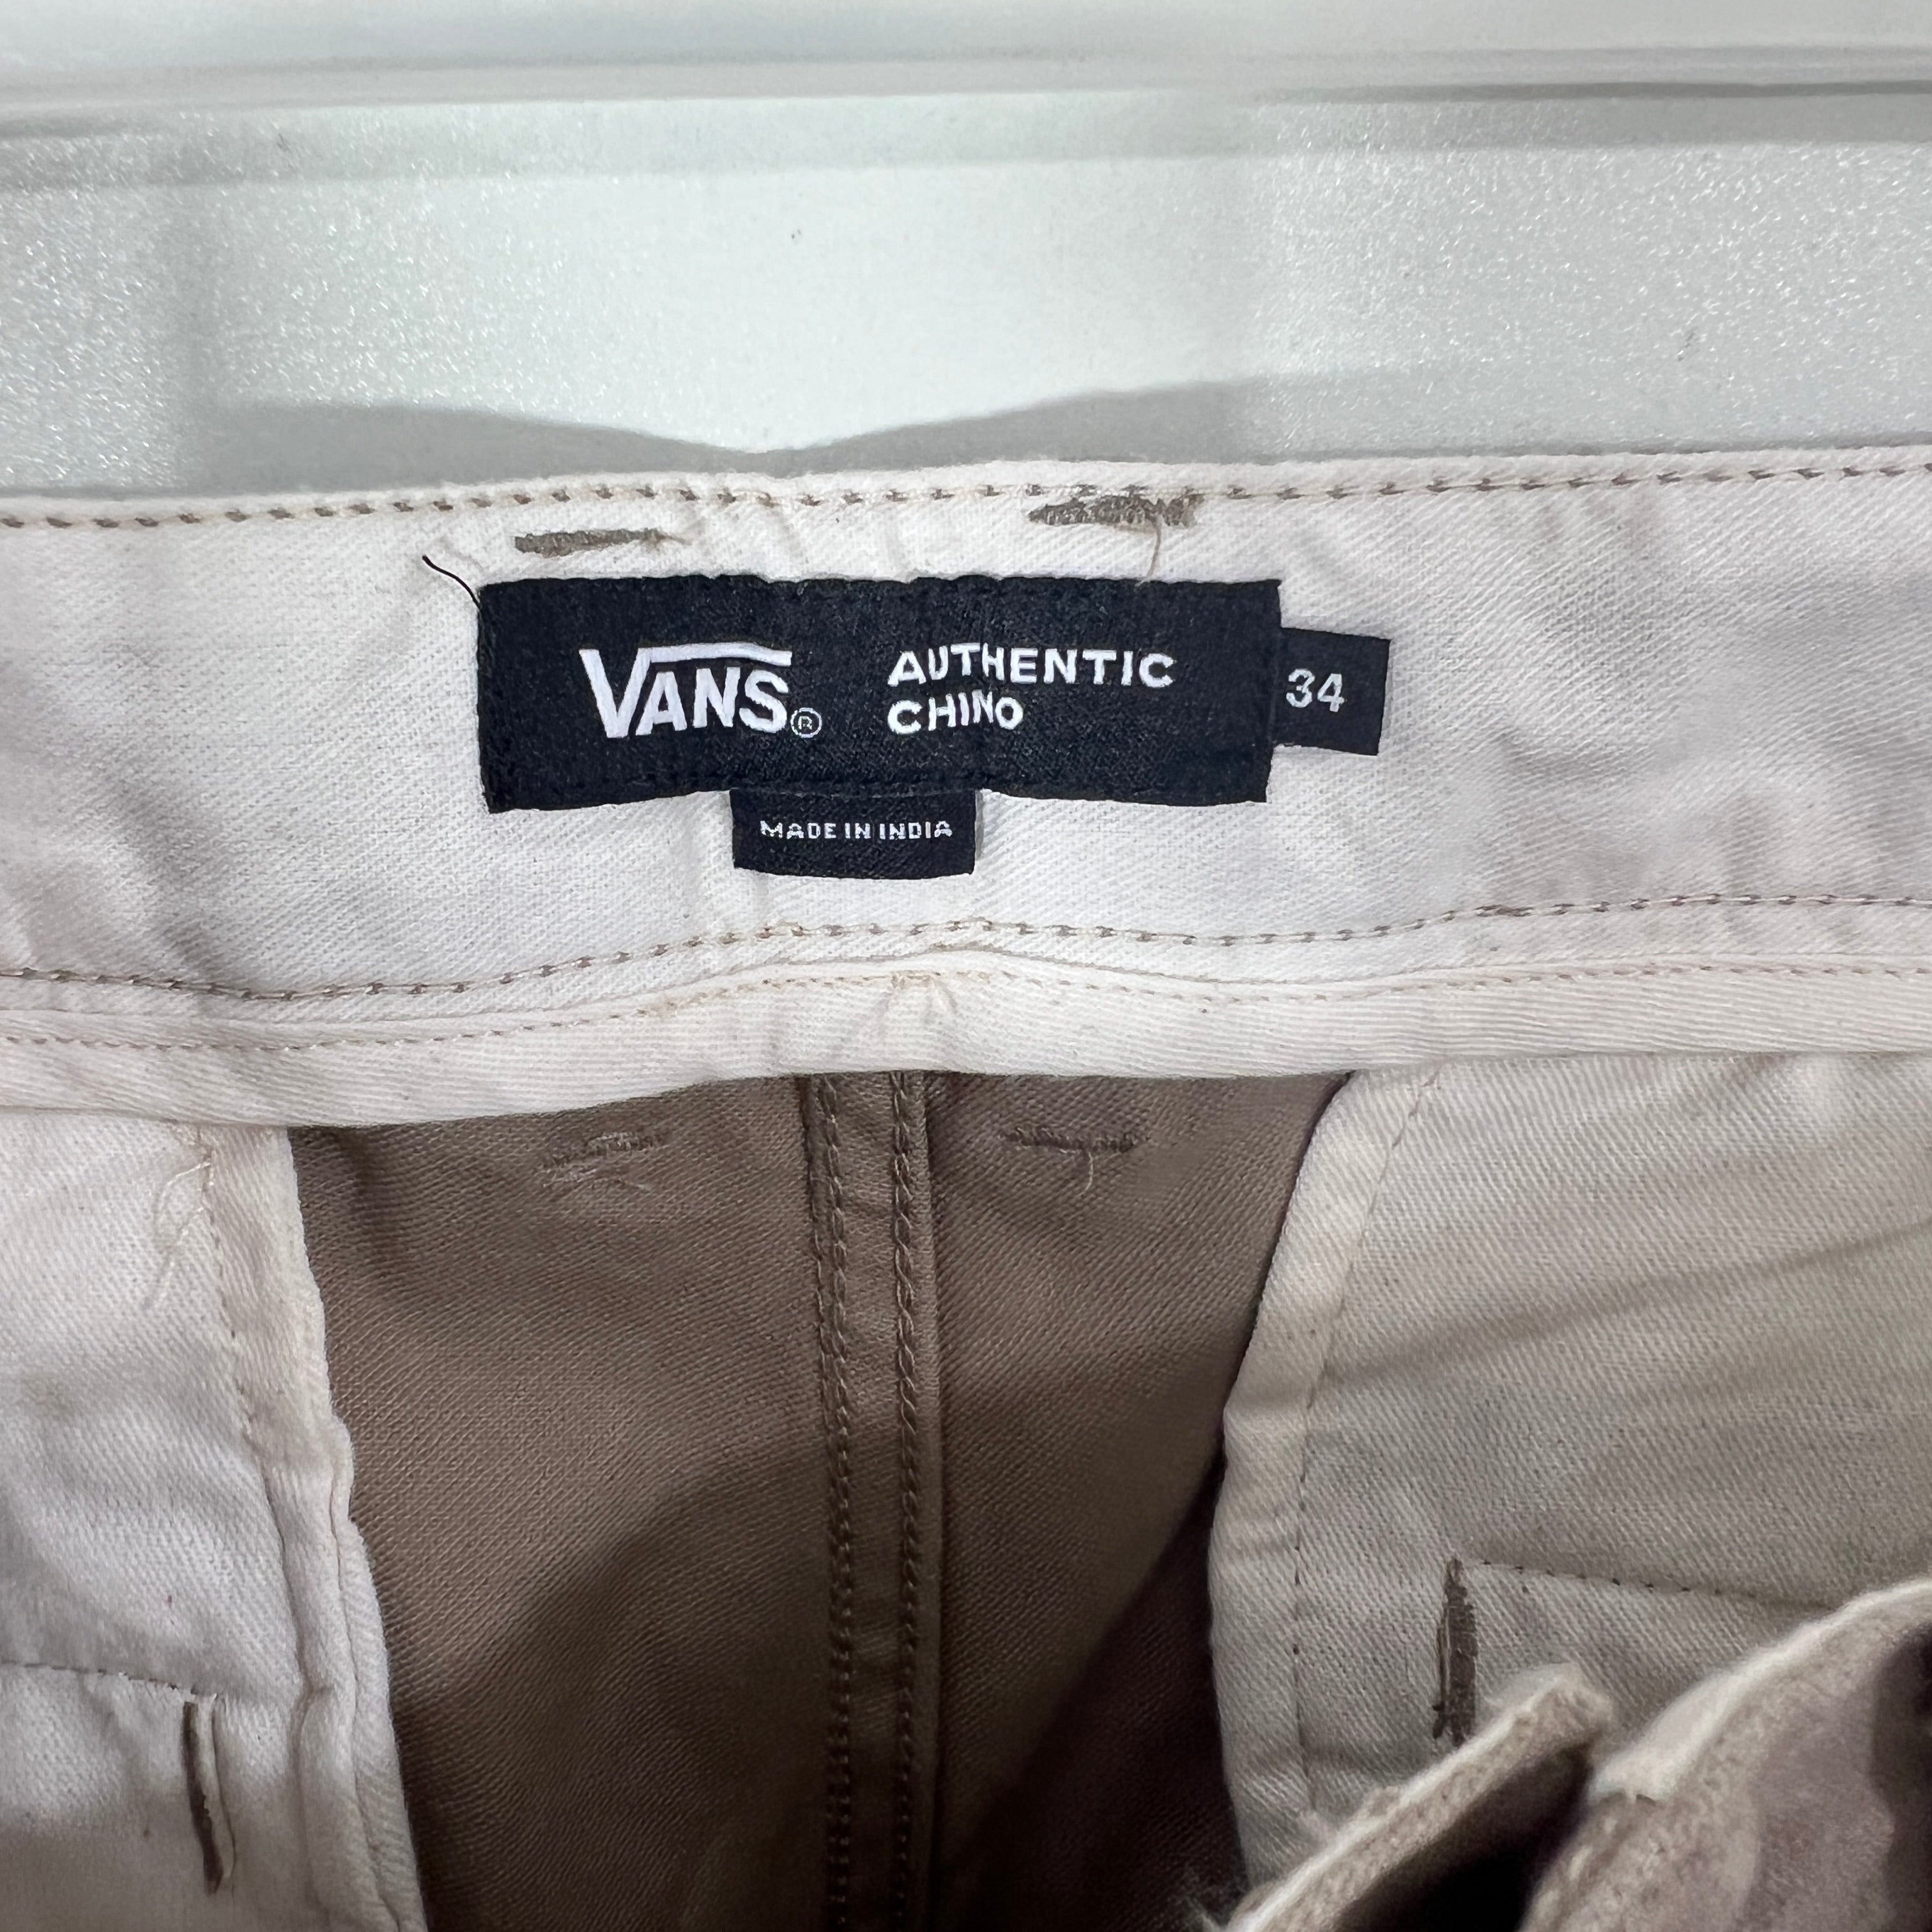 VANS®
AUTHENTIC
CHINO
34
MADE IN INDIA